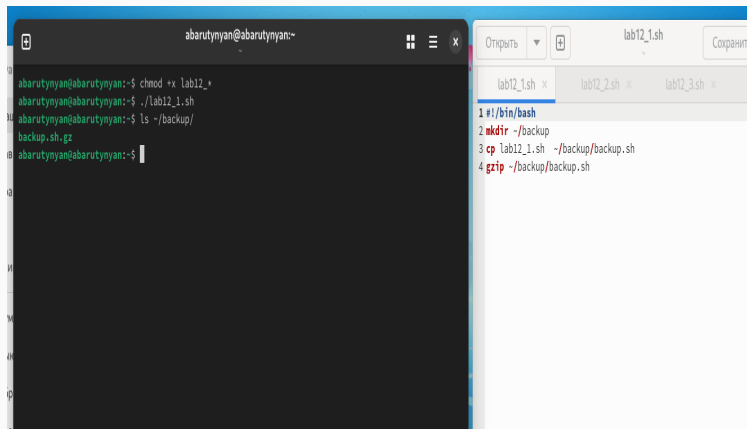 abarutynyan@abarutynyan:~
abarutynyan@abarutynyan:~$ chmod +x lab12_*
abarutynyan@abarutynyan:~$ ./lab12_1.sh
abarutynyan@abarutynyan:~$ ls ~/backup/
backup.sh.gz
abarutynyan@abarutynyan:~$
Открыть
lab12_1.sh
lab12_1.sh × lab12_2.sh × lab12_3.sh ×
1 #!/bin/bash
2 mkdir ~/backup
3 cp lab12_1.sh  ~/backup/backup.sh
4 gzip ~/backup/backup.sh